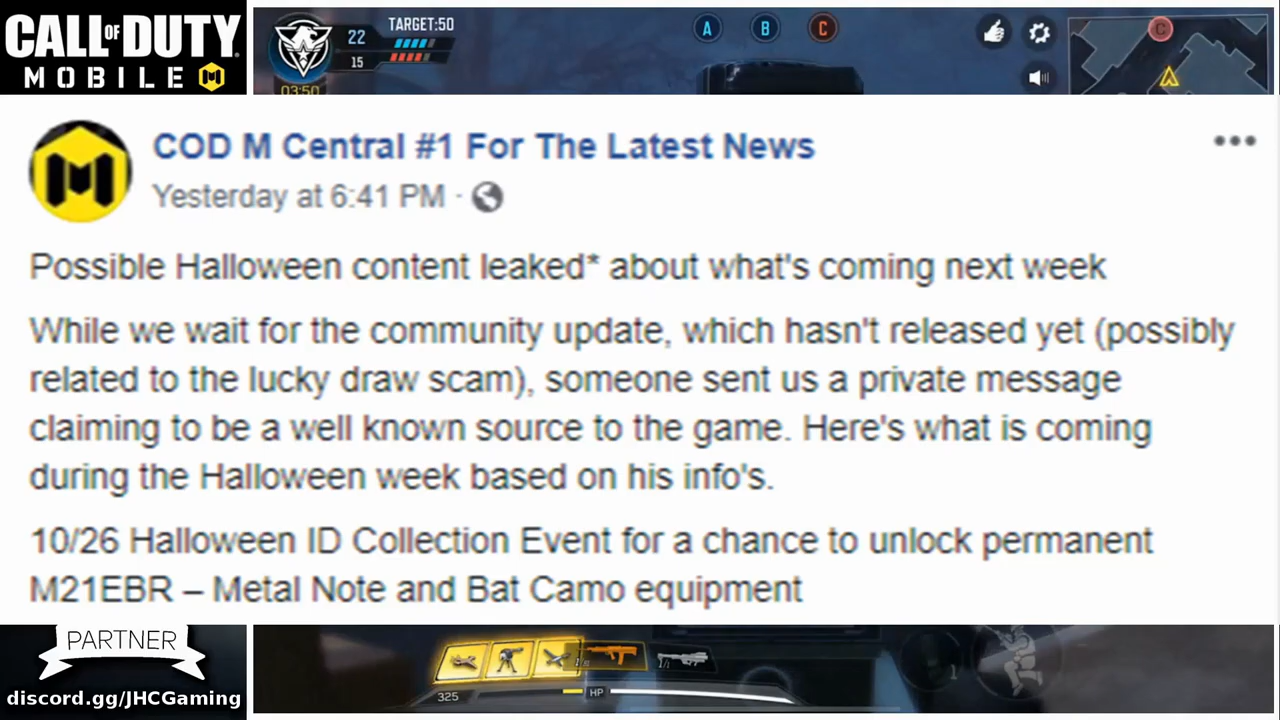 CALL OF DUTY
MOBILE
22
15
TARGET:50
03:50
A B C
C
COD M Central #1 For The Latest News
Yesterday at 6:41 PM ·
Possible Halloween content leaked* about what's coming next week
While we wait for the community update, which hasn't released yet (possibly
related to the lucky draw scam), someone sent us a private message
claiming to be a well known source to the game. Here's what is coming
during the Halloween week based on his info's.
10/26 Halloween ID Collection Event for a chance to unlock permanent
M21EBR – Metal Note and Bat Camo equipment
PARTNER
discord.gg/JHCGaming
325
HP
1